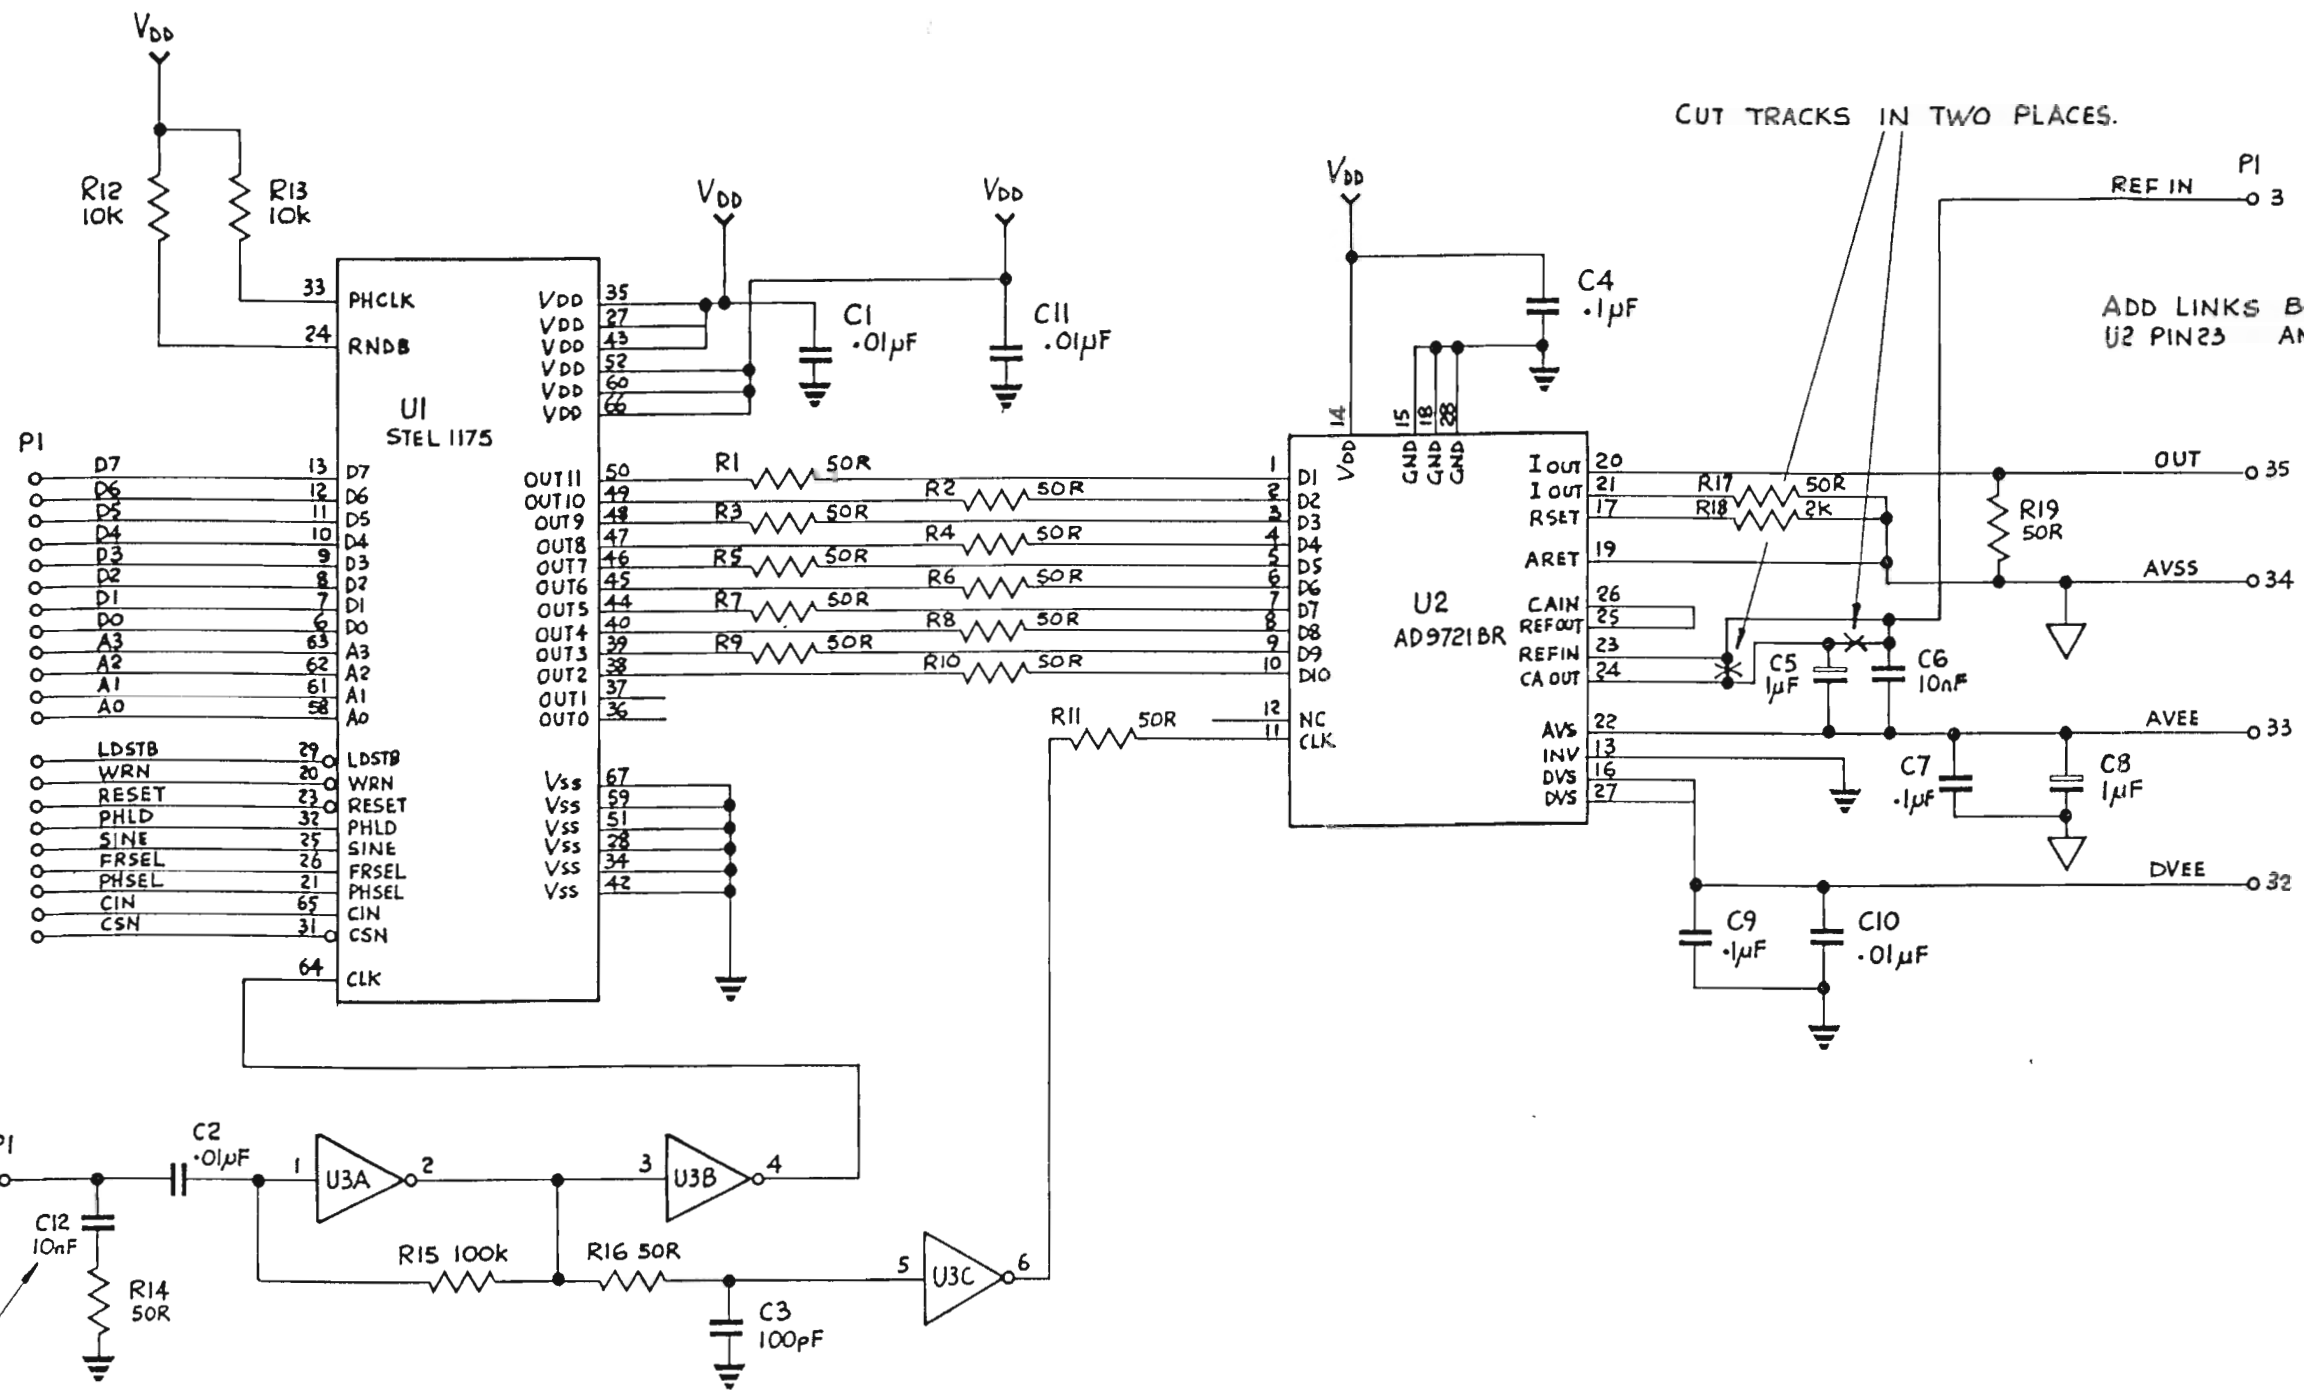 VDD
R12
10K
R13
10k
33
PHCLK
24
RNDB
U1
STEL 1175
VDD
VDD
VDD 35
VDD 27
VDD 43
VDD 52
VDD 60
VDD 66
C1
.01µF
C11
.01µF
P1
D7 13 D7
D6 12 D6
D5 11 D5
D4 10 D4
D3 9 D3
D2 8 D2
D1 7 D1
D0 6 D0
A3 63 A3
A2 62 A2
A1 61 A1
A0 58 A0
LDSTB 29 LDSTB
WRN 20 WRN
RESET 23 RESET
PHLD 32 PHLD
SINE 25 SINE
FRSEL 26 FRSEL
PHSEL 21 PHSEL
CIN 65 CIN
CSN 31 CSN
64 CLK
OUT11 50 R1 50R 1 D1
OUT10 49 R2 50R 2 D2
OUT9 48 R3 50R 3 D3
OUT8 47 R4 50R 4 D4
OUT7 46 R5 50R 5 D5
OUT6 45 R6 50R 6 D6
OUT5 44 R7 50R 7 D7
OUT4 40 R8 50R 8 D8
OUT3 39 R9 50R 9 D9
OUT2 38 R10 50R 10 D10
OUT1 37
OUT0 36
12 NC
R11 50R 11 CLK
VSS 67
VSS 59
VSS 51
VSS 28
VSS 34
VSS 42
VDD
C4
.1µF
14 15 18 28
VDD GND GND GND
U2
AD9721BR
CUT TRACKS IN TWO PLACES.
P1
REF IN 3
ADD LINKS B
U2 PIN23 AN
I OUT 20 OUT 35
I OUT 21 R17 50R
RSET 17 R18 2K
R19
50R
ARET 19
AVSS 34
CAIN 26
REFOUT 25
REFIN 23
CA OUT 24
C5
1µF
C6
10nF
AVS 22 AVEE 33
INV 13
DVS 16
DVS 27
C7
.1µF
C8
1µF
DVEE 32
C9
.1µF
C10
.01µF
P1
C2
.01µF
1 U3A 2
3 U3B 4
C12
10nF
R14
50R
R15 100k
R16 50R
5 U3C 6
C3
100pF